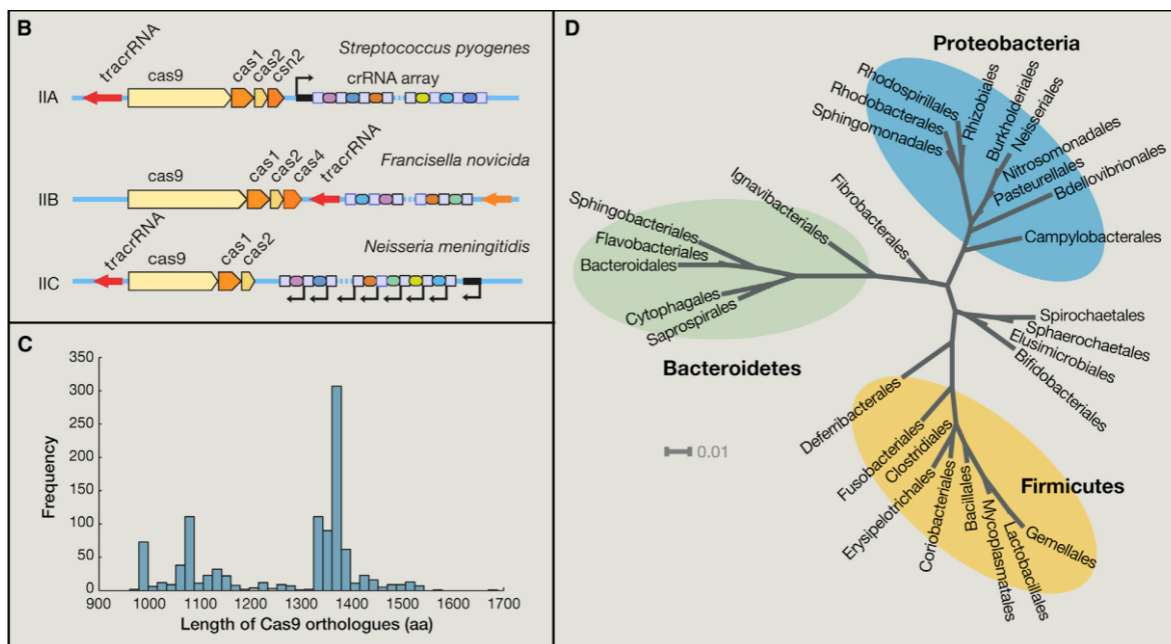 B
Streptococcus pyogenes
tracrRNA
cas9
cas1
cas2
csn2
crRNA array
IIA
Francisella novicida
cas9
cas1
cas2
cas4
tracrRNA
IIB
Neisseria meningitidis
tracrRNA
cas9
cas1
cas2
IIC
C
350
300
250
200
150
100
50
0
Frequency
900 1000 1100 1200 1300 1400 1500 1600 1700
Length of Cas9 orthologues (aa)
D
Proteobacteria
Rhodospirillales
Rhodobacterales
Sphingomonadales
Rhizobiales
Burkholderiales
Neisseriales
Nitrosomonadales
Pasteurellales
Bdellovibrionales
Campylobacterales
Fibrobacterales
Ignavibacteriales
Sphingobacteriales
Flavobacteriales
Bacteroidales
Cytophagales
Saprospirales
Bacteroidetes
Spirochaetales
Sphaerochaetales
Elusimicrobiales
Bifidobacteriales
Deferribacterales
0.01
Fusobacteriales
Clostridiales
Erysipelotrichales
Coriobacteriales
Bacillales
Mycoplasmatales
Lactobacillales
Gemellales
Firmicutes